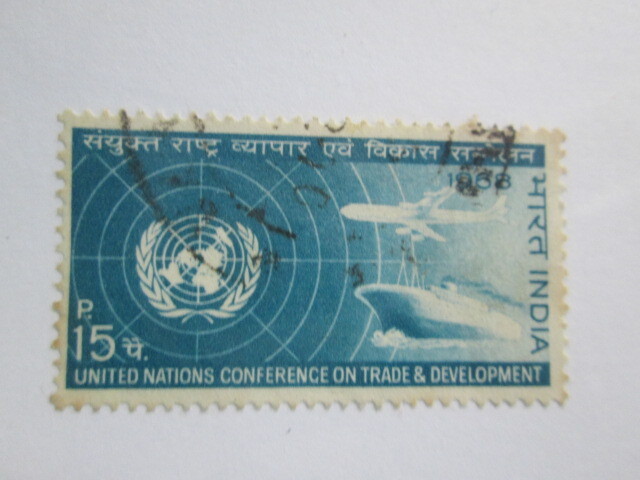 संयुक्त राष्ट्र व्यापार एवं विकास सम्मेलन
1968
भारत INDIA
P.
15 पै.
UNITED NATIONS CONFERENCE ON TRADE & DEVELOPMENT